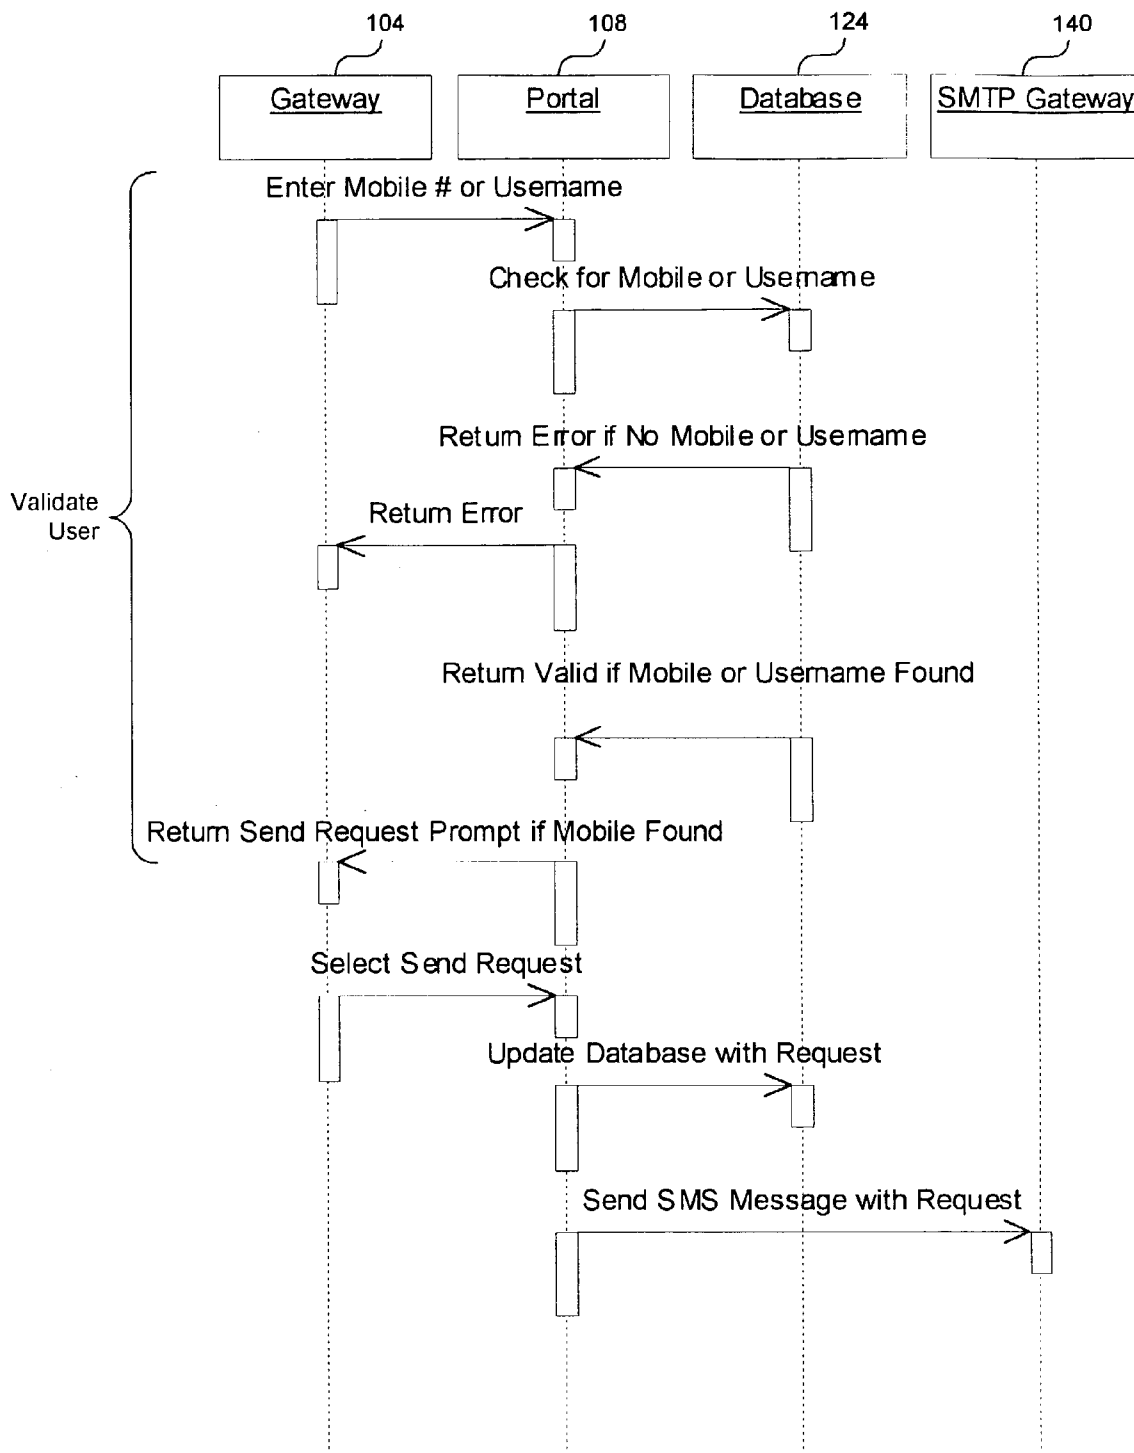 104 108 124 140
Gateway Portal Database SMTP Gateway
Enter Mobile # or Username
Check for Mobile or Username
Return Error if No Mobile or Username
Validate
User
Return Error
Return Valid if Mobile or Username Found
Return Send Request Prompt if Mobile Found
Select Send Request
Update Database with Request
Send SMS Message with Request